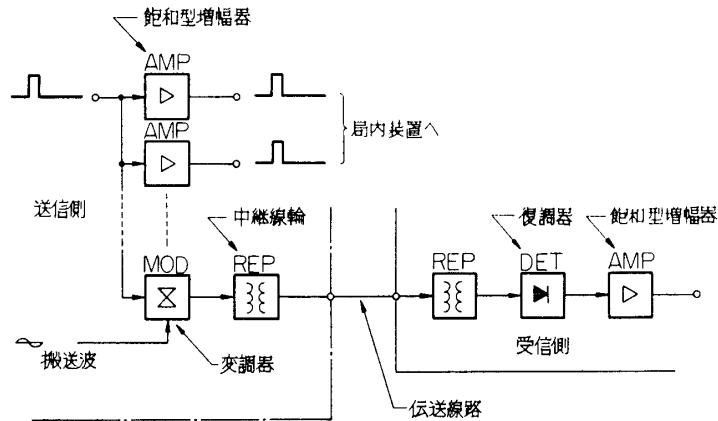 飽和型増幅器
AMP
AMP
局内装置へ
送信側
中継線輪
復調器
飽和型増幅器
MOD
REP
REP
DET
AMP
搬送波
変調器
受信側
伝送線路